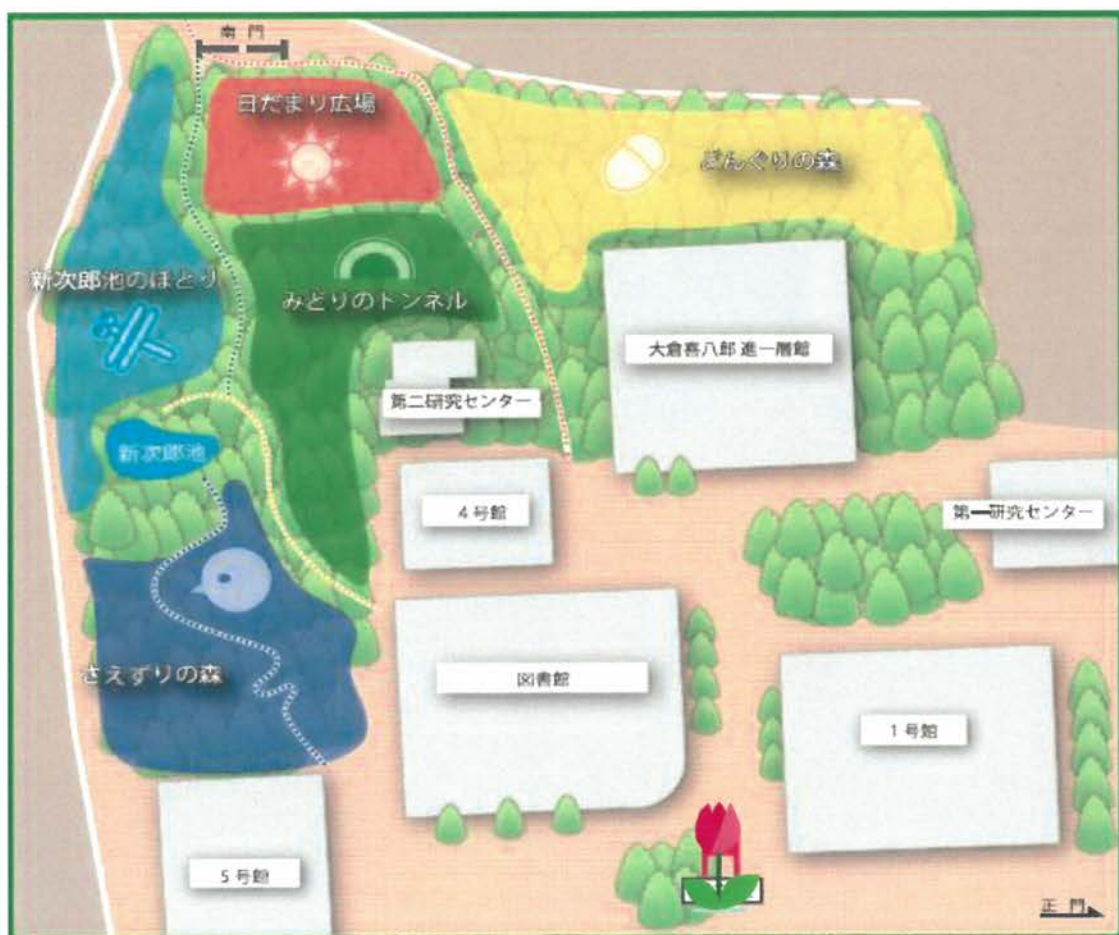 南門
日だまり広場
どんぐりの森
新次郎池のほとり
みどりのトンネル
大倉喜八郎 進一層館
第二研究センター
新次郎池
4号館
第一研究センター
さえずりの森
図書館
1号館
5号館
正門